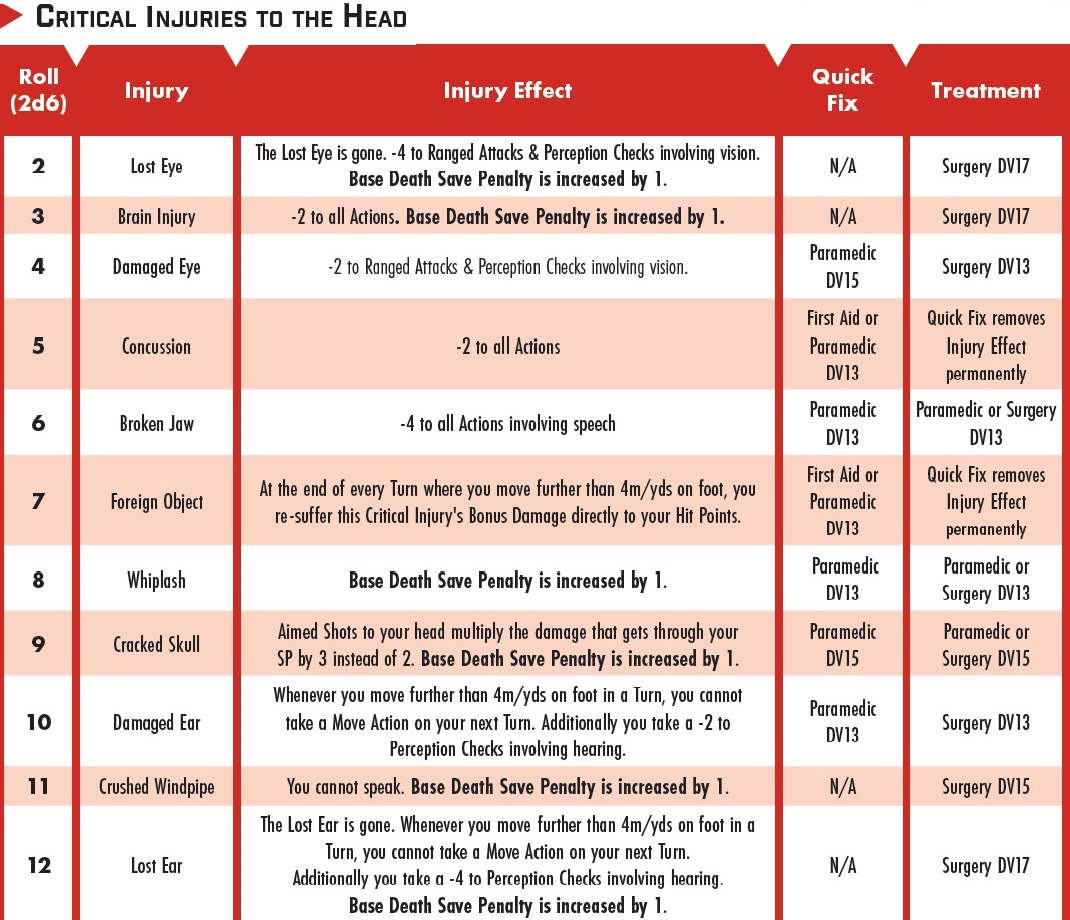 CRITICAL INJURIES TO THE HEAD
Roll (2d6) Injury Injury Effect Quick Fix Treatment
2 Lost Eye The Lost Eye is gone. -4 to Ranged Attacks & Perception Checks involving vision. Base Death Save Penalty is increased by 1. N/A Surgery DV17
3 Brain Injury -2 to all Actions. Base Death Save Penalty is increased by 1. N/A Surgery DV17
4 Damaged Eye -2 to Ranged Attacks & Perception Checks involving vision. Paramedic DV15 Surgery DV13
5 Concussion -2 to all Actions First Aid or Paramedic DV13 Quick Fix removes Injury Effect permanently
6 Broken Jaw -4 to all Actions involving speech Paramedic DV13 Paramedic or Surgery DV13
7 Foreign Object At the end of every Turn where you move further than 4m/yds on foot, you re-suffer this Critical Injury's Bonus Damage directly to your Hit Points. First Aid or Paramedic DV13 Quick Fix removes Injury Effect permanently
8 Whiplash Base Death Save Penalty is increased by 1. Paramedic DV13 Paramedic or Surgery DV13
9 Cracked Skull Aimed Shots to your head multiply the damage that gets through your SP by 3 instead of 2. Base Death Save Penalty is increased by 1. Paramedic DV15 Paramedic or Surgery DV15
10 Damaged Ear Whenever you move further than 4m/yds on foot in a Turn, you cannot take a Move Action on your next Turn. Additionally you take a -2 to Perception Checks involving hearing. Paramedic DV13 Surgery DV13
11 Crushed Windpipe You cannot speak. Base Death Save Penalty is increased by 1. N/A Surgery DV15
12 Lost Ear The Lost Ear is gone. Whenever you move further than 4m/yds on foot in a Turn, you cannot take a Move Action on your next Turn. Additionally you take a -4 to Perception Checks involving hearing. Base Death Save Penalty is increased by 1. N/A Surgery DV17